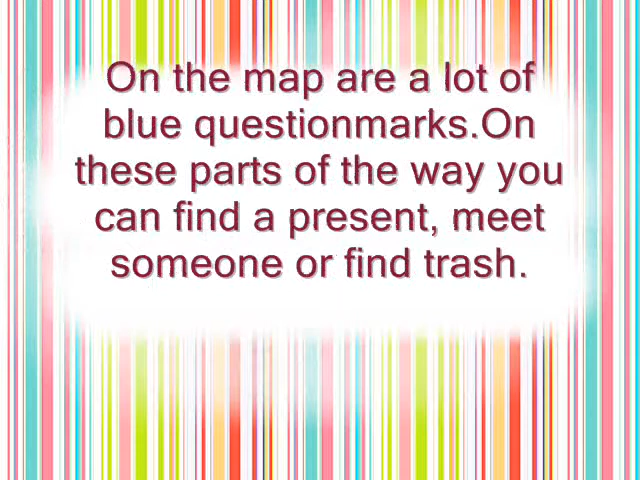 On the map are a lot of
blue questionmarks.On
these parts of the way you
can find a present, meet
someone or find trash.